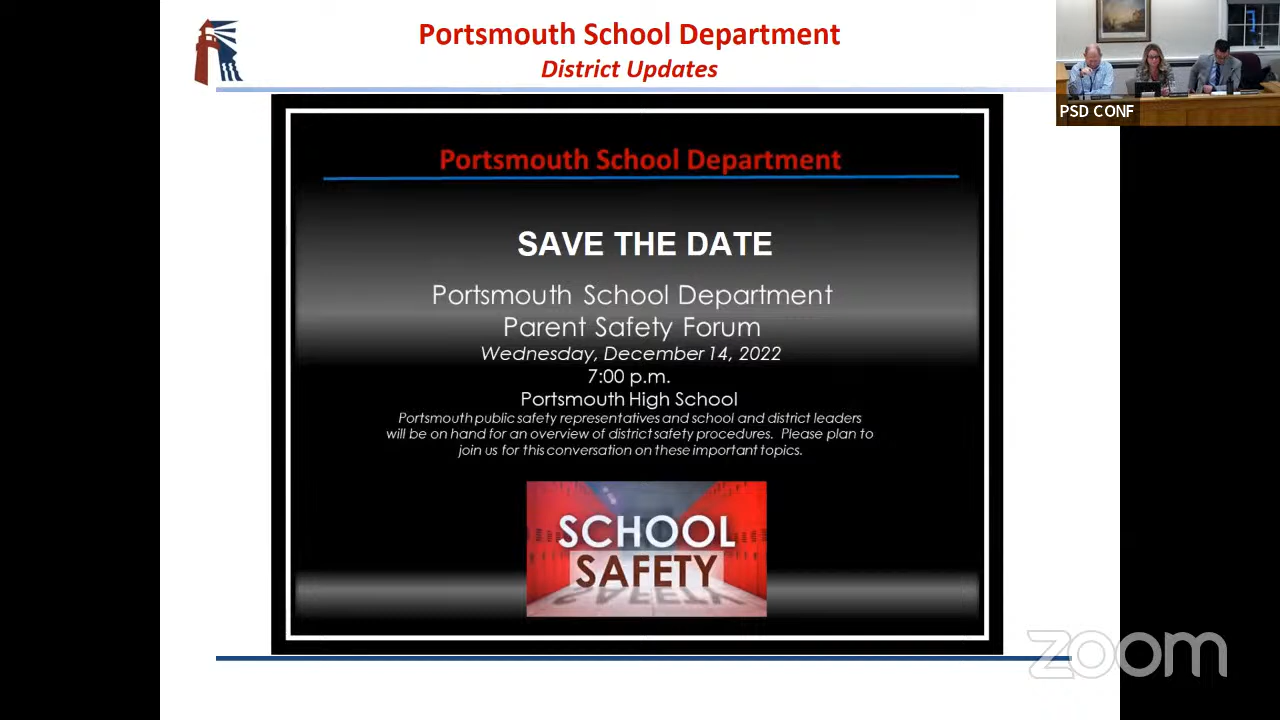 Portsmouth School Department
District Updates
PSD CONF
Portsmouth School Department
SAVE THE DATE
Portsmouth School Department
Parent Safety Forum
Wednesday, December 14, 2022
7:00 p.m.
Portsmouth High School
Portsmouth public safety representatives and school and district leaders
will be on hand for an overview of district safety procedures. Please plan to
join us for this conversation on these important topics.
SCHOOL
SAFETY
zoom